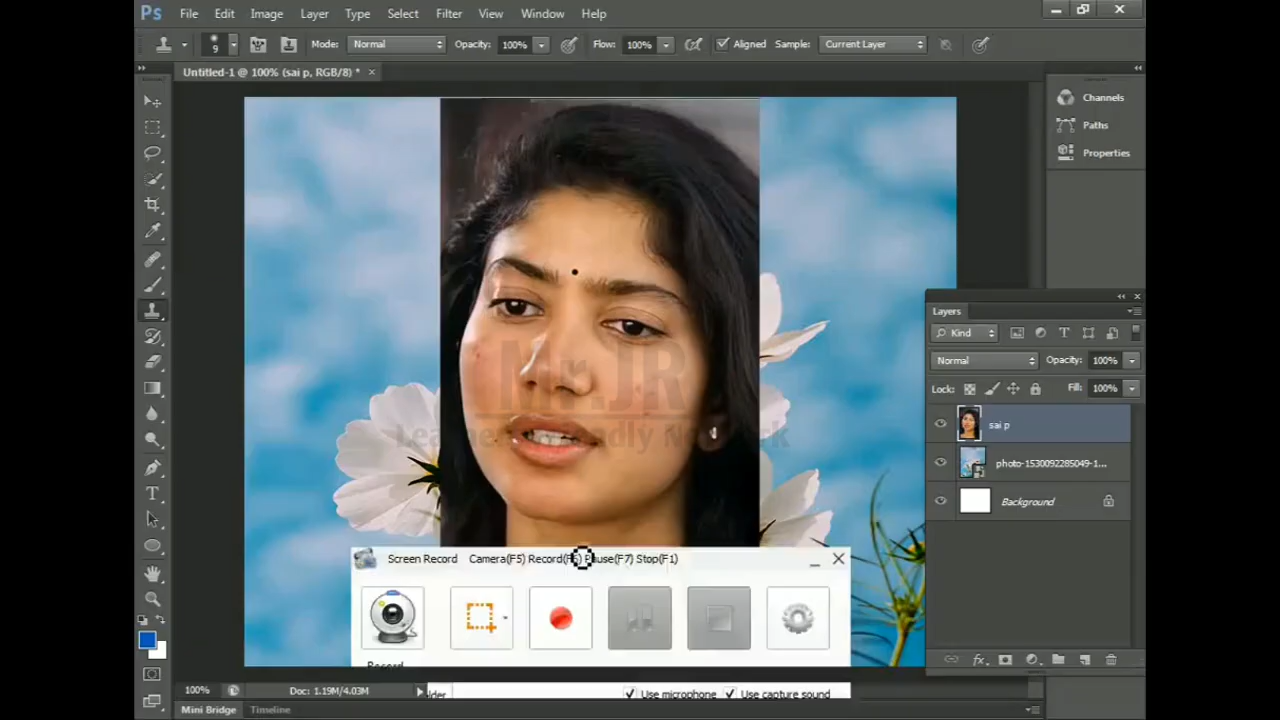 Ps File Edit Image Layer Type Select Filter View Window Help
9 Mode: Normal Opacity: 100% Flow: 100% Aligned Sample: Current Layer
Untitled-1 @ 100% (sai p, RGB/8) * ×
Channels
Paths
Properties
Layers
Kind
Normal Opacity: 100%
Lock: Fill: 100%
sai p
photo-1530092285049-1...
Background
Mr.JR
Screen Record Camera(F5) Record(F6) Pause(F7) Stop(F1)
Record
Use microphone Use capture sound
100% Doc: 1.19M/4.03M
Mini Bridge Timeline